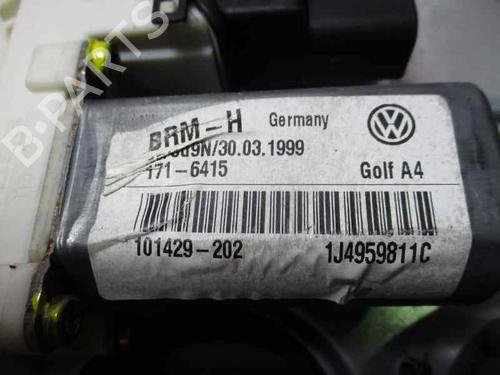 B-PARTS
BRM-H Germany
/30.03.1999
171-6415 Golf A4
101429-202 1J4959811C